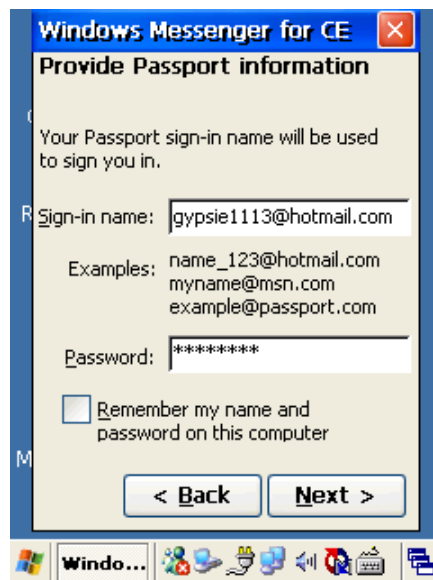 Windows Messenger for CE
Provide Passport information
Your Passport sign-in name will be used
to sign you in.
R
Sign-in name: gypsie1113@hotmail.com
Examples: name_123@hotmail.com
myname@msn.com
example@passport.com
Password: ********
Remember my name and
password on this computer
M
< Back Next >
Windo...